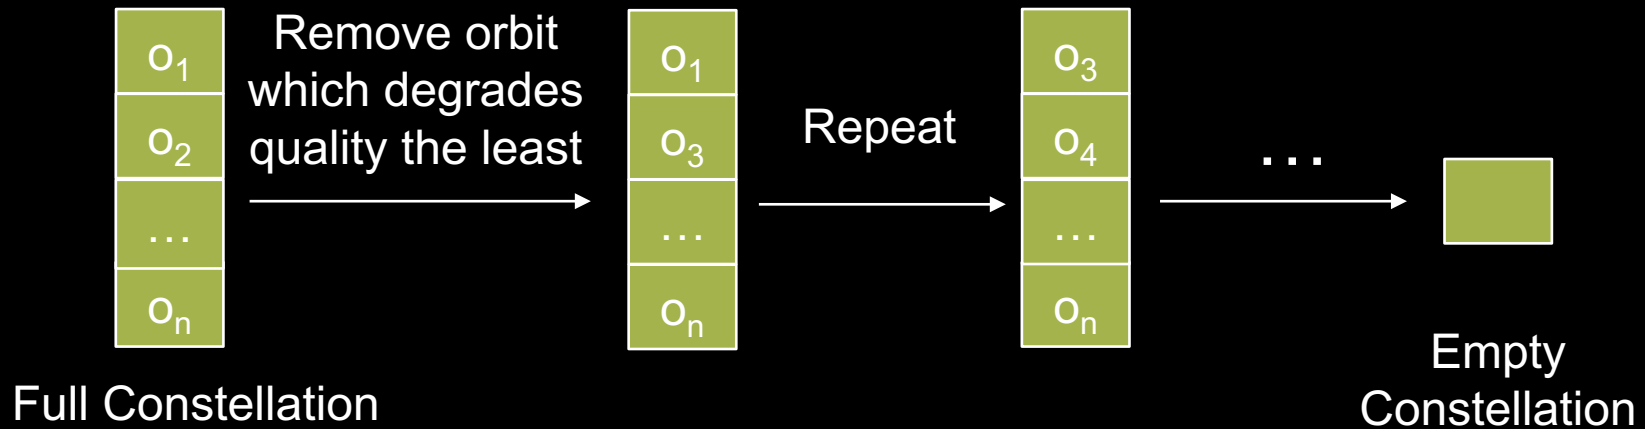 o₁
o₂
…
oₙ
Full Constellation
Remove orbit
which degrades
quality the least
o₁
o₃
…
oₙ
Repeat
o₃
o₄
…
oₙ
…
Empty
Constellation